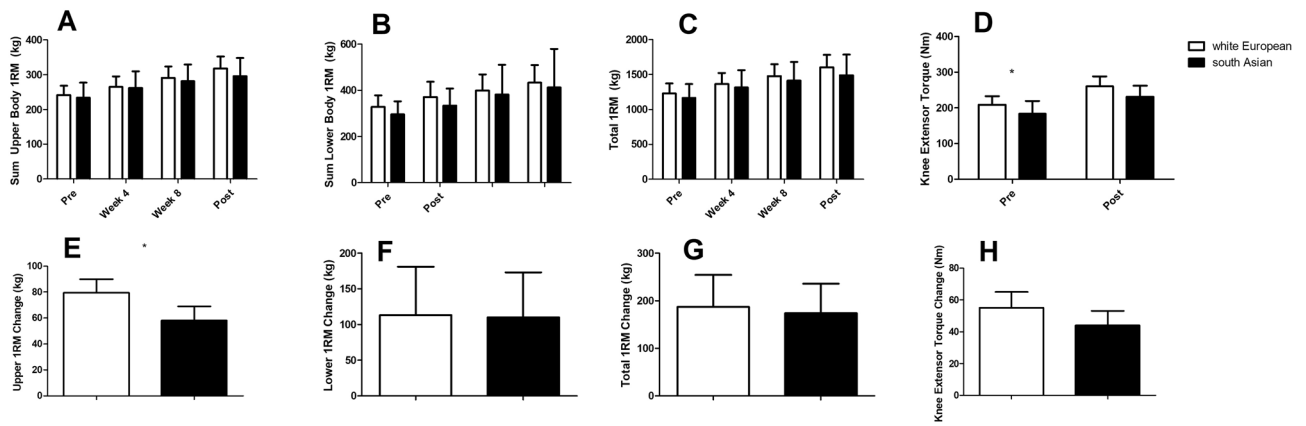 A
Sum Upper Body 1RM (kg)
400
300
200
100
0
Pre
Week 4
Week 8
Post
B
Sum Lower Body 1RM (kg)
600
400
200
0
Pre
Post
C
Total 1RM (kg)
2000
1500
1000
500
0
Pre
Week 4
Week 8
Post
D
Knee Extensor Torque (Nm)
400
300
200
100
0
*
Pre
Post
white European
south Asian
E
*
Upper 1RM Change (kg)
100
80
60
40
20
0
F
Lower 1RM Change (kg)
200
150
100
50
0
G
Total 1RM Change (kg)
300
200
100
0
H
Knee Extensor Torque Change (Nm)
80
60
40
20
0